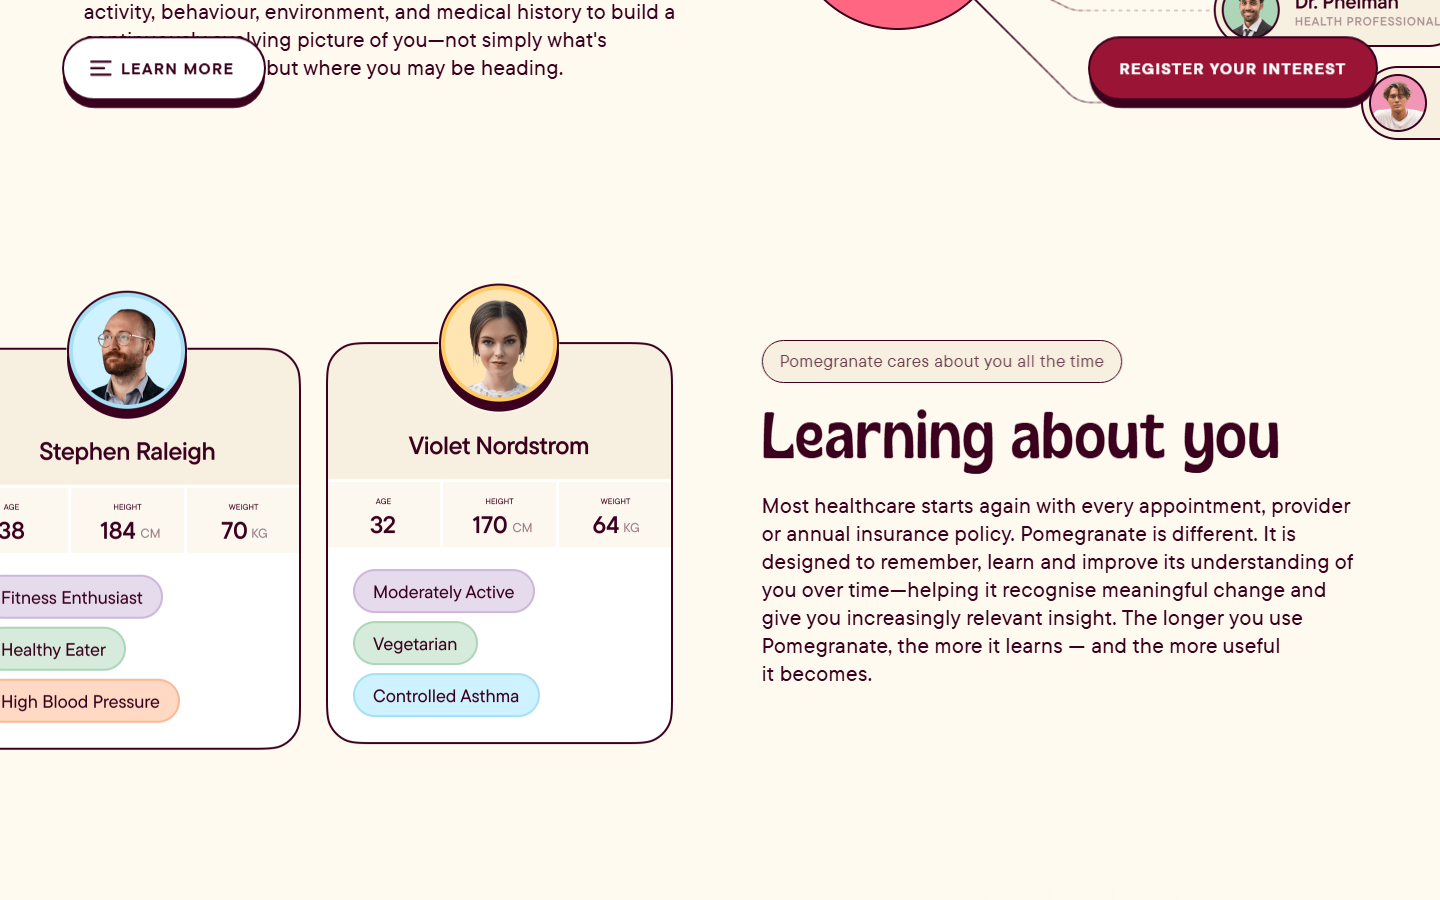 activity, behaviour, environment, and medical history to build a
picture of you—not simply what's
but where you may be heading.
LEARN MORE
Dr. Phelman
HEALTH PROFESSIONAL
REGISTER YOUR INTEREST
Stephen Raleigh
AGE HEIGHT WEIGHT
38 184 CM 70 KG
Fitness Enthusiast
Healthy Eater
High Blood Pressure
Violet Nordstrom
AGE HEIGHT WEIGHT
32 170 CM 64 KG
Moderately Active
Vegetarian
Controlled Asthma
Pomegranate cares about you all the time
Learning about you
Most healthcare starts again with every appointment, provider
or annual insurance policy. Pomegranate is different. It is
designed to remember, learn and improve its understanding of
you over time—helping it recognise meaningful change and
give you increasingly relevant insight. The longer you use
Pomegranate, the more it learns — and the more useful
it becomes.